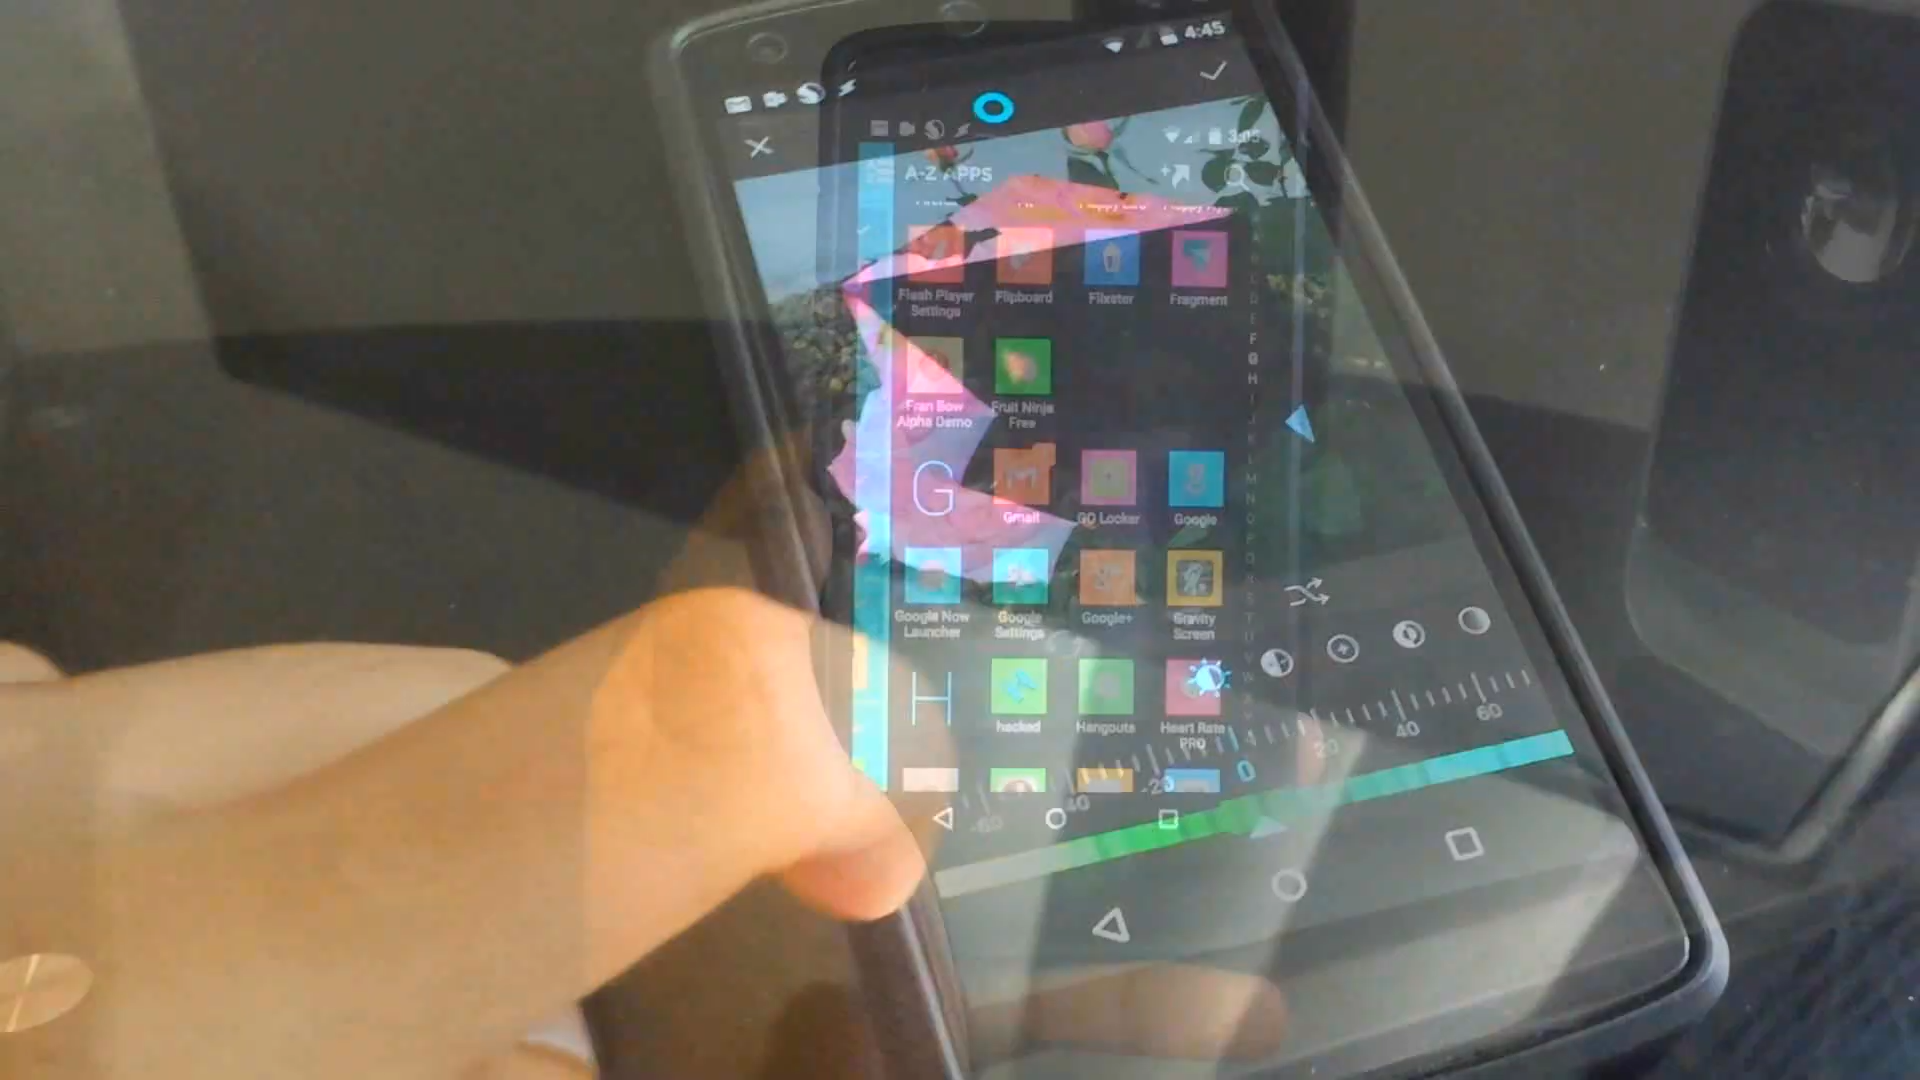 4:45
3:05
A-Z APPS
Flash Player Settings
Flipboard
Flixster
Fragment
Fran Bow Alpha Demo
Fruit Ninja Free
G
Gmail
GO Locker
Google
Google Now Launcher
Google Settings
Google+
Gravity Screen
H
hacked
Hangouts
Heart Rate PRO
-60
-40
-20
0
20
40
60